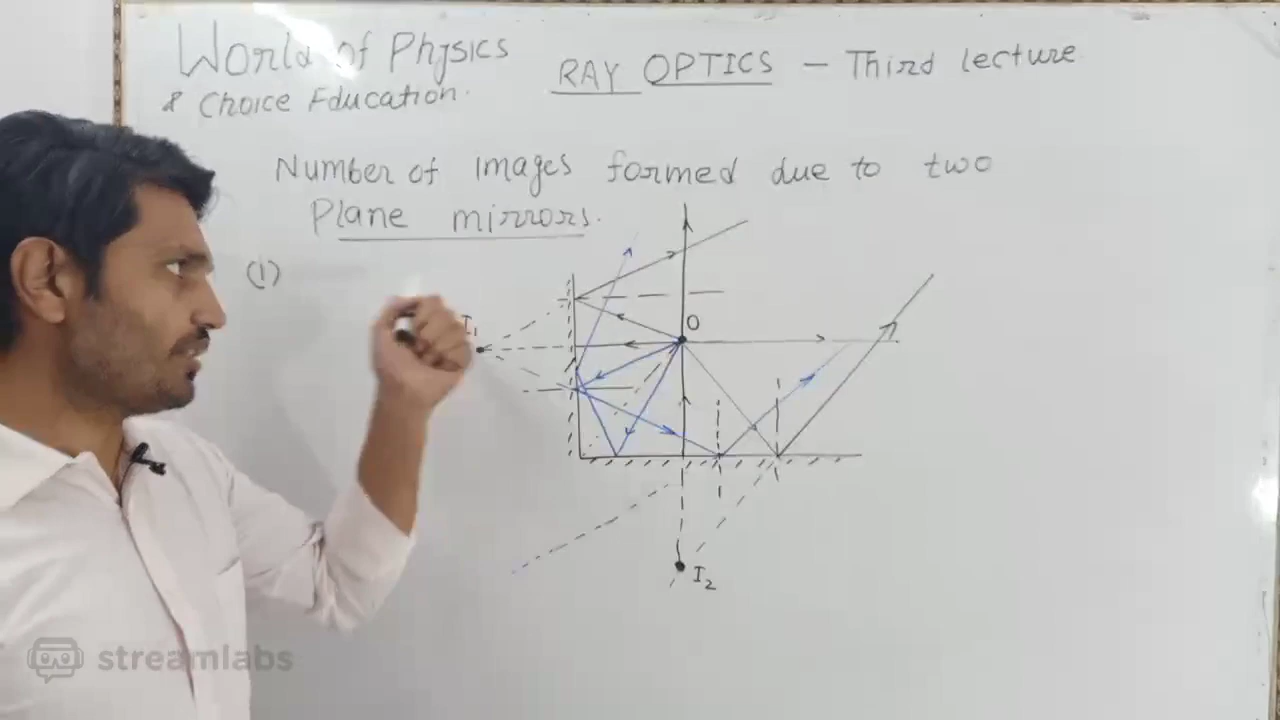 World of Physics
& Choice Education.
RAY OPTICS - Third lecture
Number of images formed due to two
Plane mirrors.
(1)
O
I1
I2
streamlabs